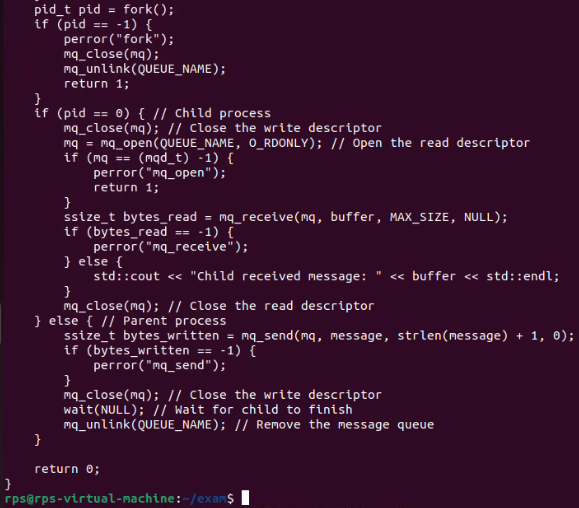 pid_t pid = fork();
if (pid == -1) {
perror("fork");
mq_close(mq);
mq_unlink(QUEUE_NAME);
return 1;
}
if (pid == 0) { // Child process
mq_close(mq); // Close the write descriptor
mq = mq_open(QUEUE_NAME, O_RDONLY); // Open the read descriptor
if (mq == (mqd_t) -1) {
perror("mq_open");
return 1;
}
ssize_t bytes_read = mq_receive(mq, buffer, MAX_SIZE, NULL);
if (bytes_read == -1) {
perror("mq_receive");
} else {
std::cout << "Child received message: " << buffer << std::endl;
}
mq_close(mq); // Close the read descriptor
} else { // Parent process
ssize_t bytes_written = mq_send(mq, message, strlen(message) + 1, 0);
if (bytes_written == -1) {
perror("mq_send");
}
mq_close(mq); // Close the write descriptor
wait(NULL); // Wait for child to finish
mq_unlink(QUEUE_NAME); // Remove the message queue
}
return 0;
}
rps@rps-virtual-machine:~/exam$